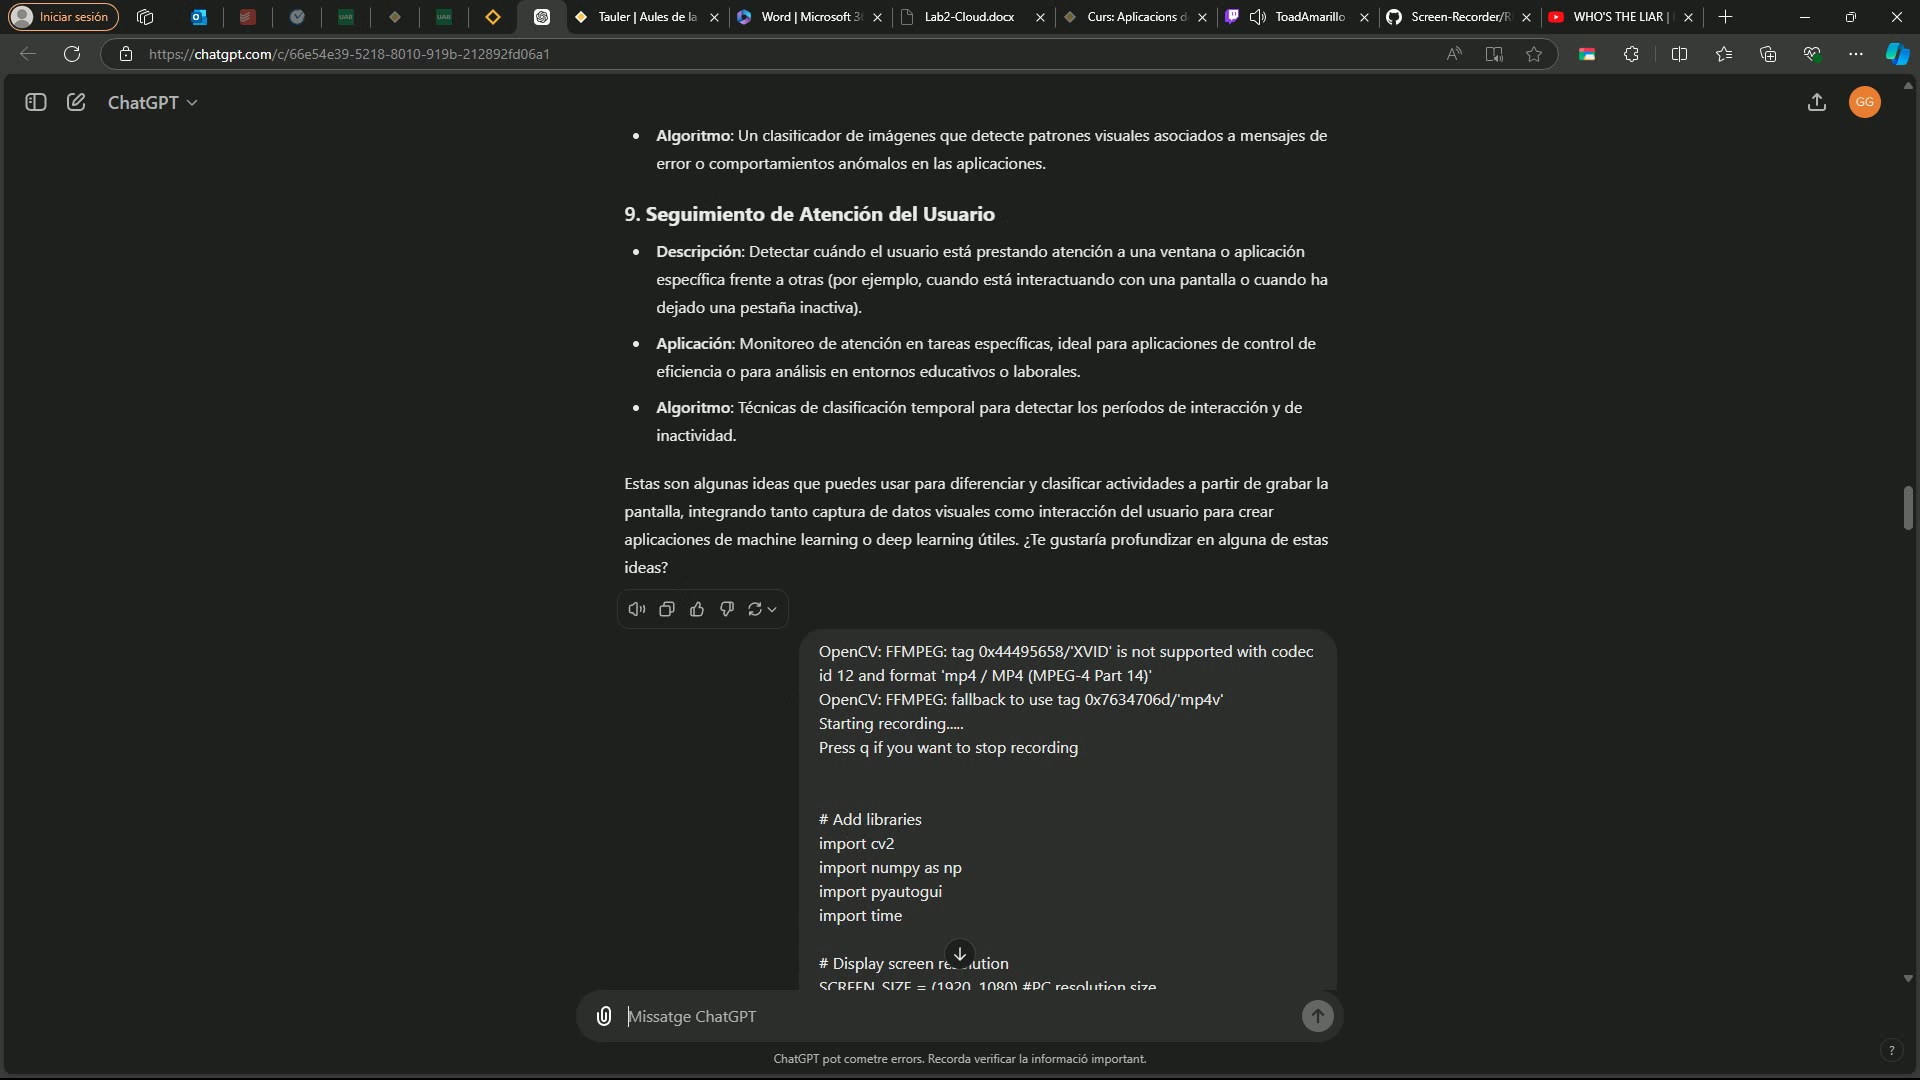 Iniciar sesión
UAB
UAB
Tauler | Aules de la
Word | Microsoft 3
Lab2-Cloud.docx
Curs: Aplicacions d
ToadAmarillo
Screen-Recorder/R
WHO'S THE LIAR |
https://chatgpt.com/c/66e54e39-5218-8010-919b-212892fd06a1
ChatGPT
GG
• Algoritmo: Un clasificador de imágenes que detecte patrones visuales asociados a mensajes de
error o comportamientos anómalos en las aplicaciones.
9. Seguimiento de Atención del Usuario
• Descripción: Detectar cuándo el usuario está prestando atención a una ventana o aplicación
específica frente a otras (por ejemplo, cuando está interactuando con una pantalla o cuando ha
dejado una pestaña inactiva).
• Aplicación: Monitoreo de atención en tareas específicas, ideal para aplicaciones de control de
eficiencia o para análisis en entornos educativos o laborales.
• Algoritmo: Técnicas de clasificación temporal para detectar los períodos de interacción y de
inactividad.
Estas son algunas ideas que puedes usar para diferenciar y clasificar actividades a partir de grabar la
pantalla, integrando tanto captura de datos visuales como interacción del usuario para crear
aplicaciones de machine learning o deep learning útiles. ¿Te gustaría profundizar en alguna de estas
ideas?
OpenCV: FFMPEG: tag 0x44495658/'XVID' is not supported with codec
id 12 and format 'mp4 / MP4 (MPEG-4 Part 14)'
OpenCV: FFMPEG: fallback to use tag 0x7634706d/'mp4v'
Starting recording.....
Press q if you want to stop recording
# Add libraries
import cv2
import numpy as np
import pyautogui
import time
# Display screen resolution
SCREEN_SIZE = (1920, 1080) #PC resolution size
Missatge ChatGPT
ChatGPT pot cometre errors. Recorda verificar la informació important.
?